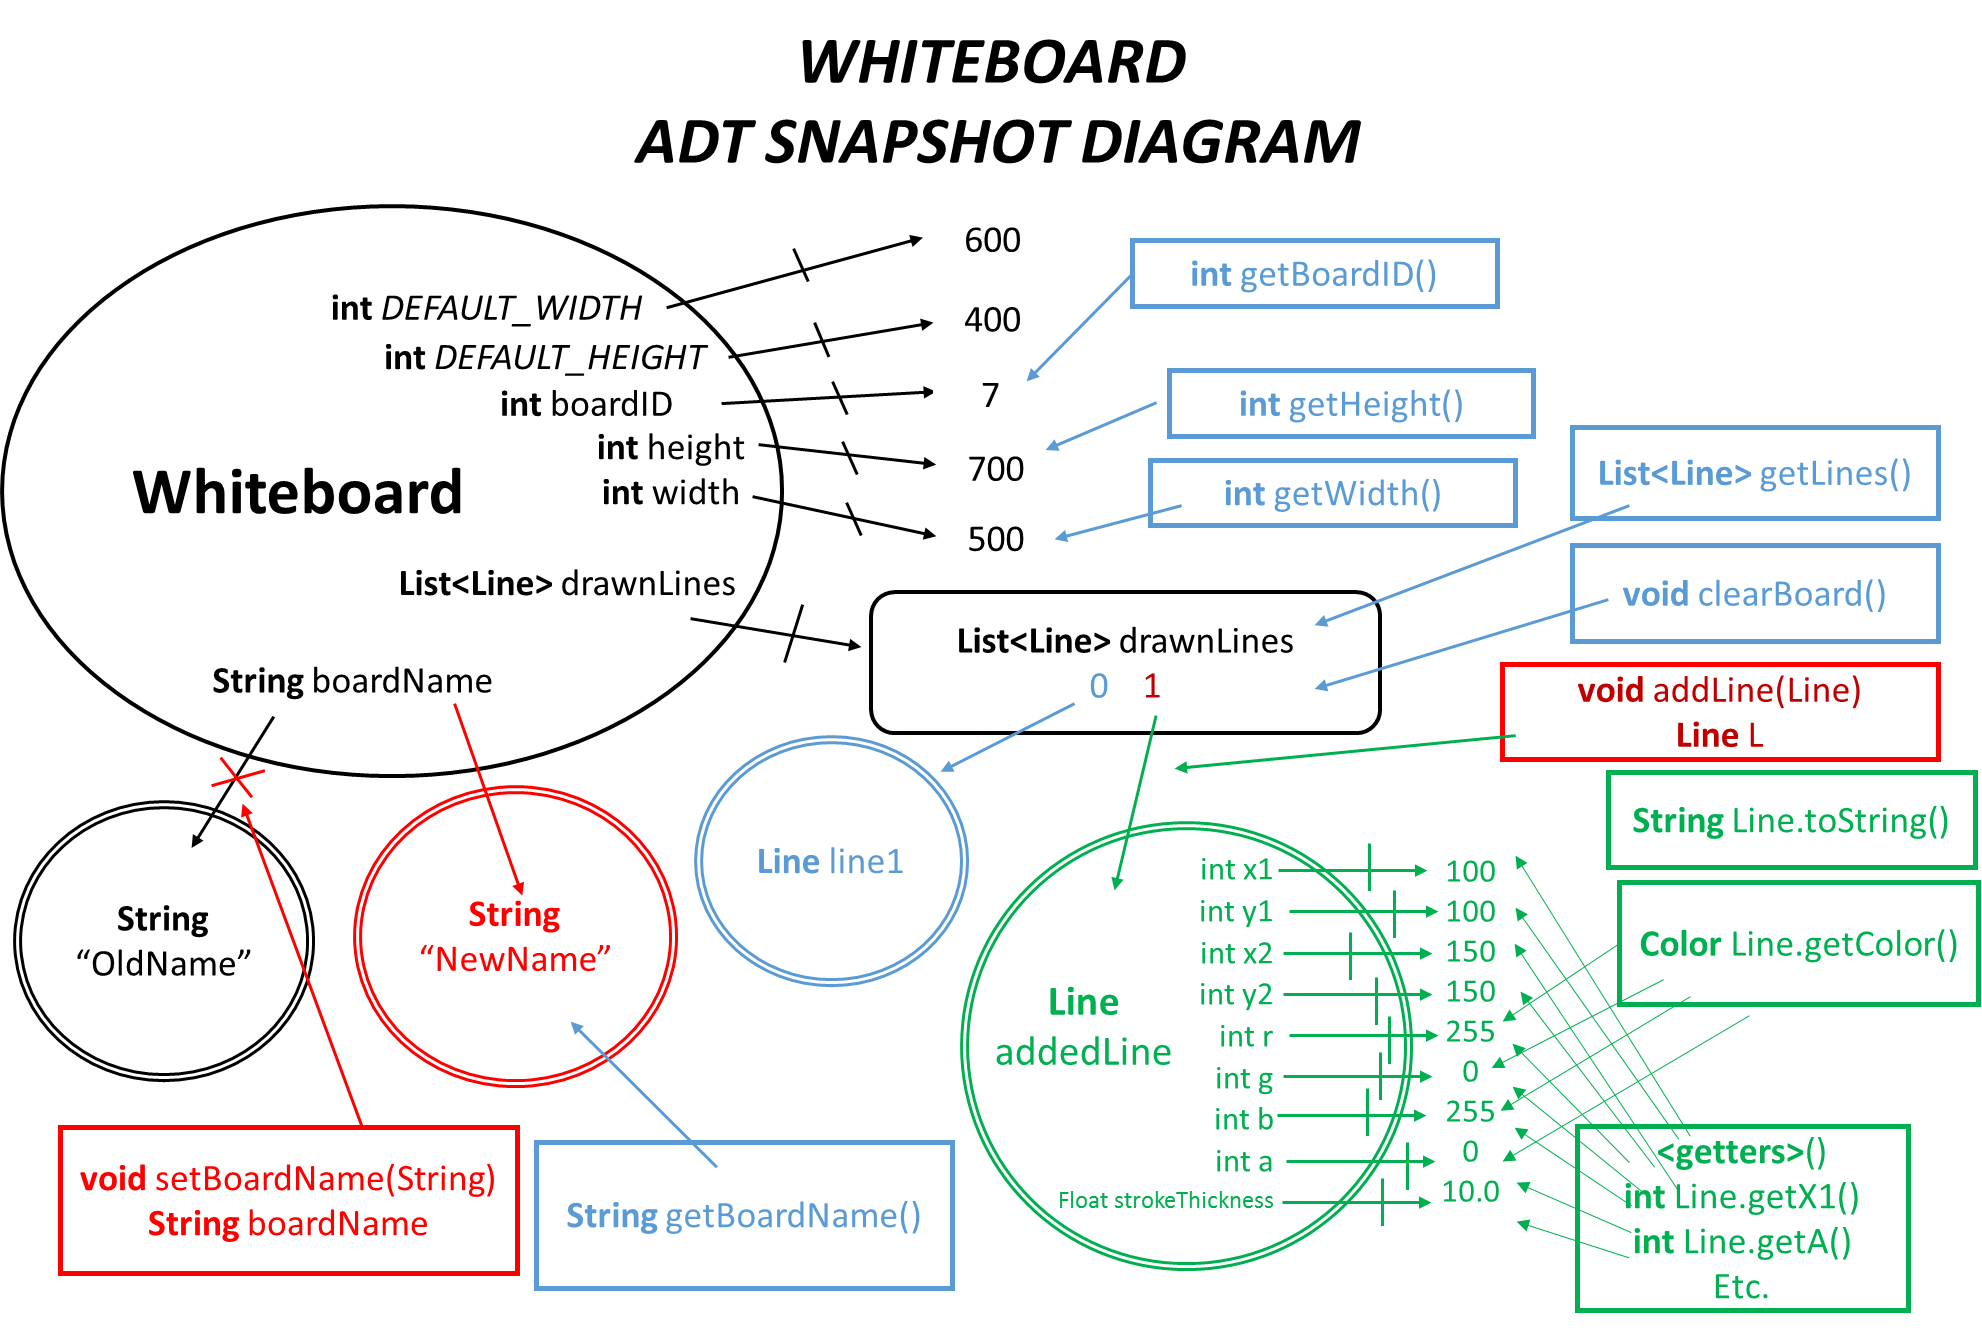 WHITEBOARD
ADT SNAPSHOT DIAGRAM
int DEFAULT_WIDTH
int DEFAULT_HEIGHT
int boardID
int height
int width
Whiteboard
List<Line> drawnLines
String boardName
600
400
7
700
500
int getBoardID()
int getHeight()
int getWidth()
List<Line> getLines()
void clearBoard()
List<Line> drawnLines
0 1
void addLine(Line)
Line L
String
“OldName”
String
“NewName”
Line line1
Line
addedLine
int x1
int y1
int x2
int y2
int r
int g
int b
int a
Float strokeThickness
100
100
150
150
255
0
255
0
10.0
String Line.toString()
Color Line.getColor()
<getters>()
int Line.getX1()
int Line.getA()
Etc.
void setBoardName(String)
String boardName
String getBoardName()